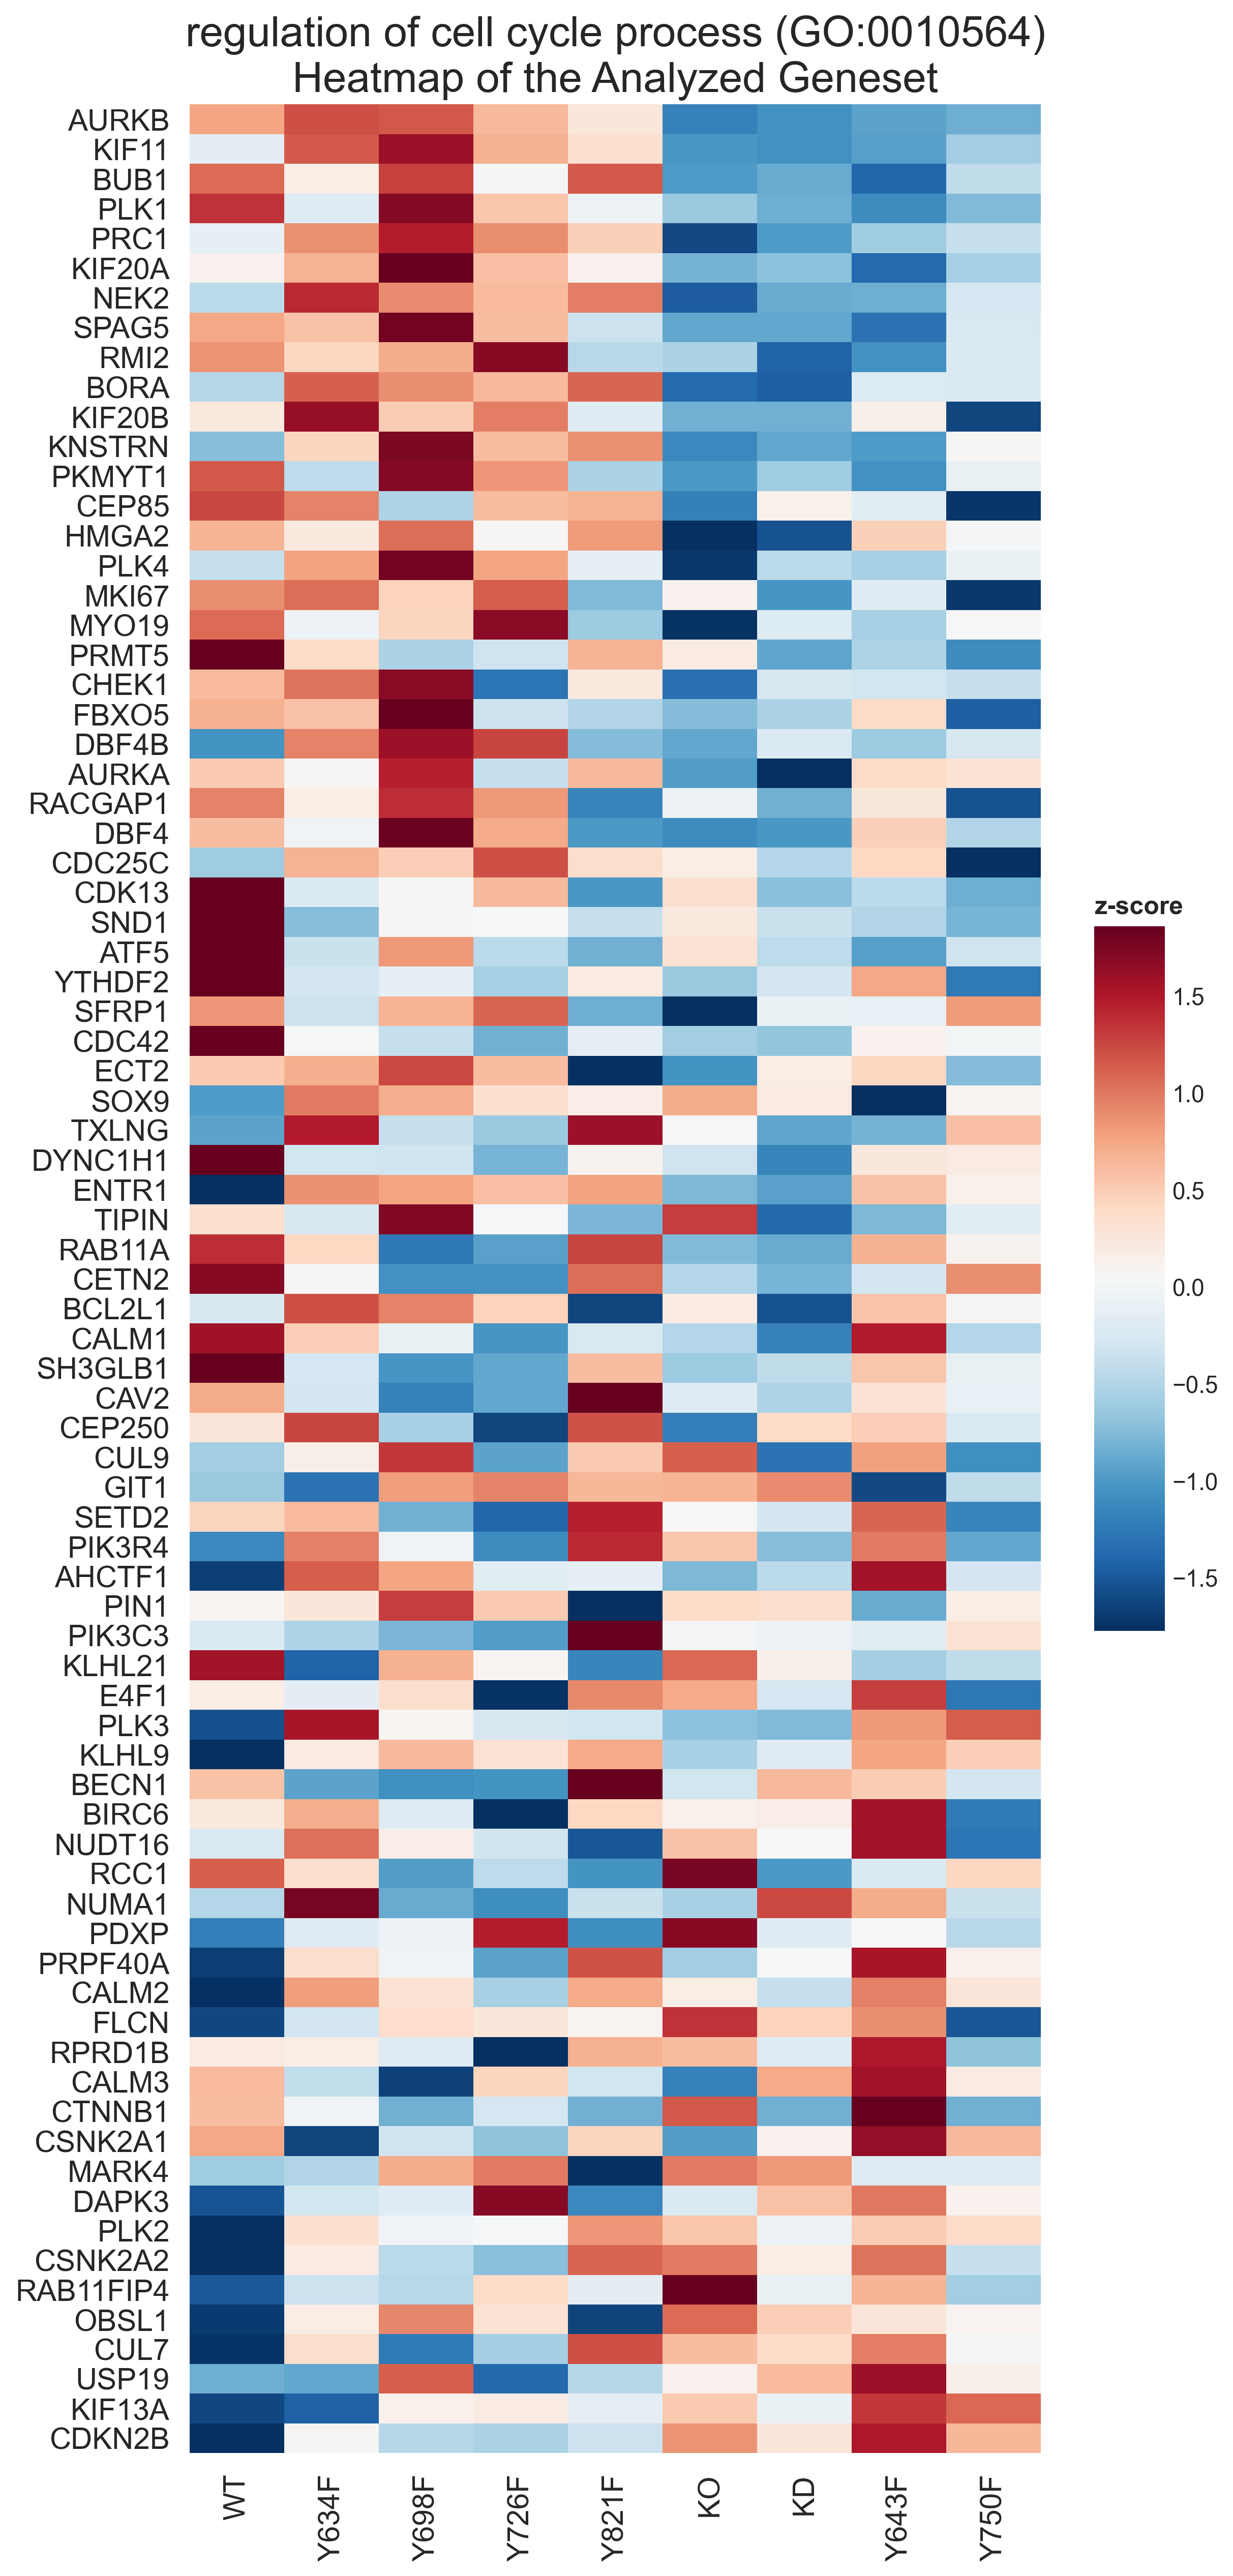 regulation of cell cycle process (GO:0010564)
Heatmap of the Analyzed Geneset
AURKB
KIF11
BUB1
PLK1
PRC1
KIF20A
NEK2
SPAG5
RMI2
BORA
KIF20B
KNSTRN
PKMYT1
CEP85
HMGA2
PLK4
MKI67
MYO19
PRMT5
CHEK1
FBXO5
DBF4B
AURKA
RACGAP1
DBF4
CDC25C
CDK13
SND1
ATF5
YTHDF2
SFRP1
CDC42
ECT2
SOX9
TXLNG
DYNC1H1
ENTR1
TIPIN
RAB11A
CETN2
BCL2L1
CALM1
SH3GLB1
CAV2
CEP250
CUL9
GIT1
SETD2
PIK3R4
AHCTF1
PIN1
PIK3C3
KLHL21
E4F1
PLK3
KLHL9
BECN1
BIRC6
NUDT16
RCC1
NUMA1
PDXP
PRPF40A
CALM2
FLCN
RPRD1B
CALM3
CTNNB1
CSNK2A1
MARK4
DAPK3
PLK2
CSNK2A2
RAB11FIP4
OBSL1
CUL7
USP19
KIF13A
CDKN2B
WT
Y634F
Y698F
Y726F
Y821F
KO
KD
Y643F
Y750F
z-score
1.5
1.0
0.5
0.0
−0.5
−1.0
−1.5